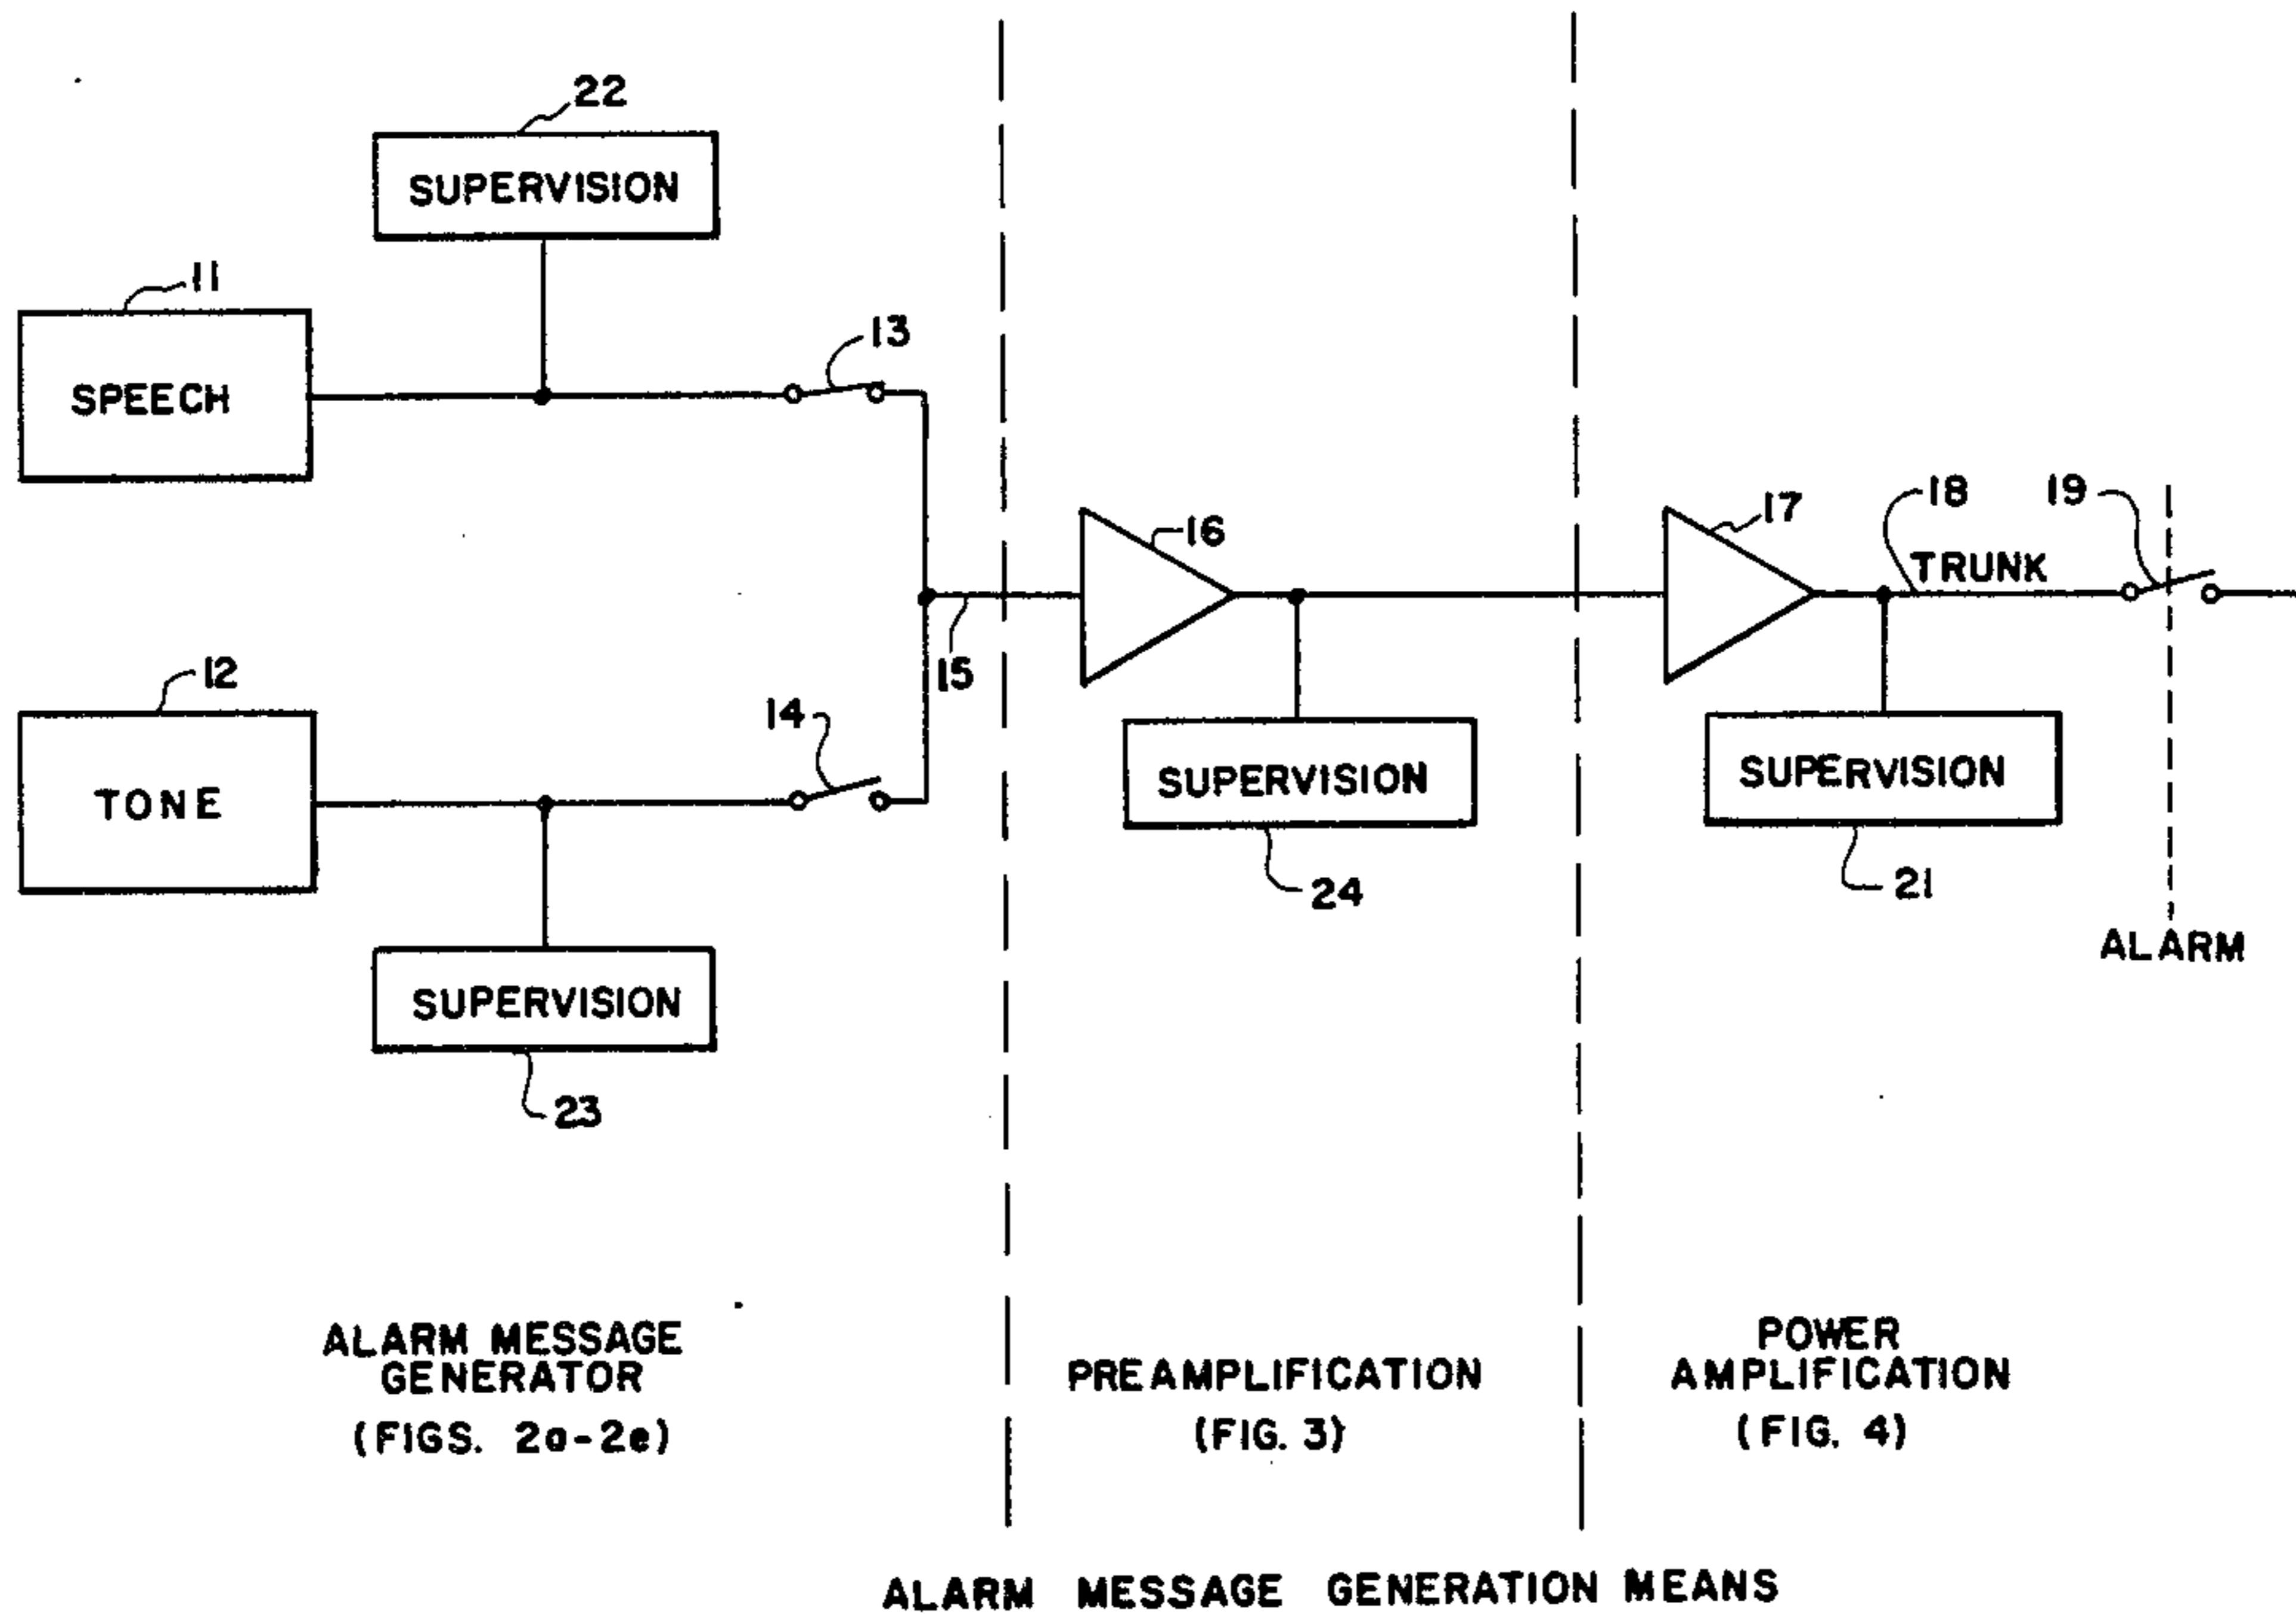 22
SUPERVISION
11
SPEECH
13
16
17
18
19
TRUNK
15
12
TONE
14
SUPERVISION
SUPERVISION
24
21
ALARM
SUPERVISION
23
ALARM MESSAGE
GENERATOR
(FIGS. 2a-2e)
PREAMPLIFICATION
(FIG. 3)
POWER
AMPLIFICATION
(FIG. 4)
ALARM MESSAGE GENERATION MEANS